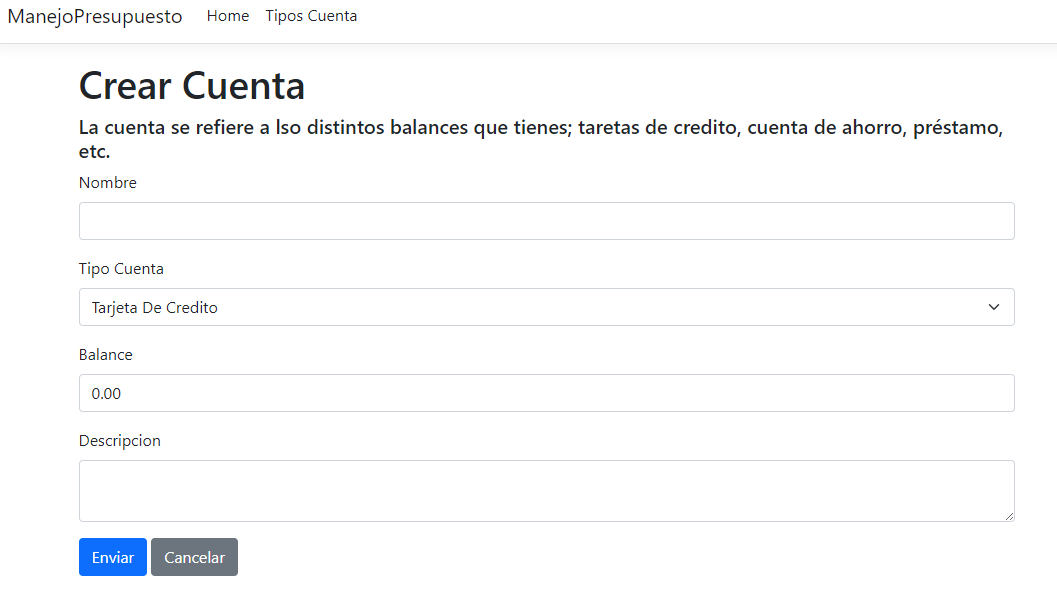 ManejoPresupuesto Home Tipos Cuenta
Crear Cuenta
La cuenta se refiere a lso distintos balances que tienes; taretas de credito, cuenta de ahorro, préstamo,
etc.
Nombre
Tipo Cuenta
Tarjeta De Credito
Balance
0.00
Descripcion
Enviar Cancelar